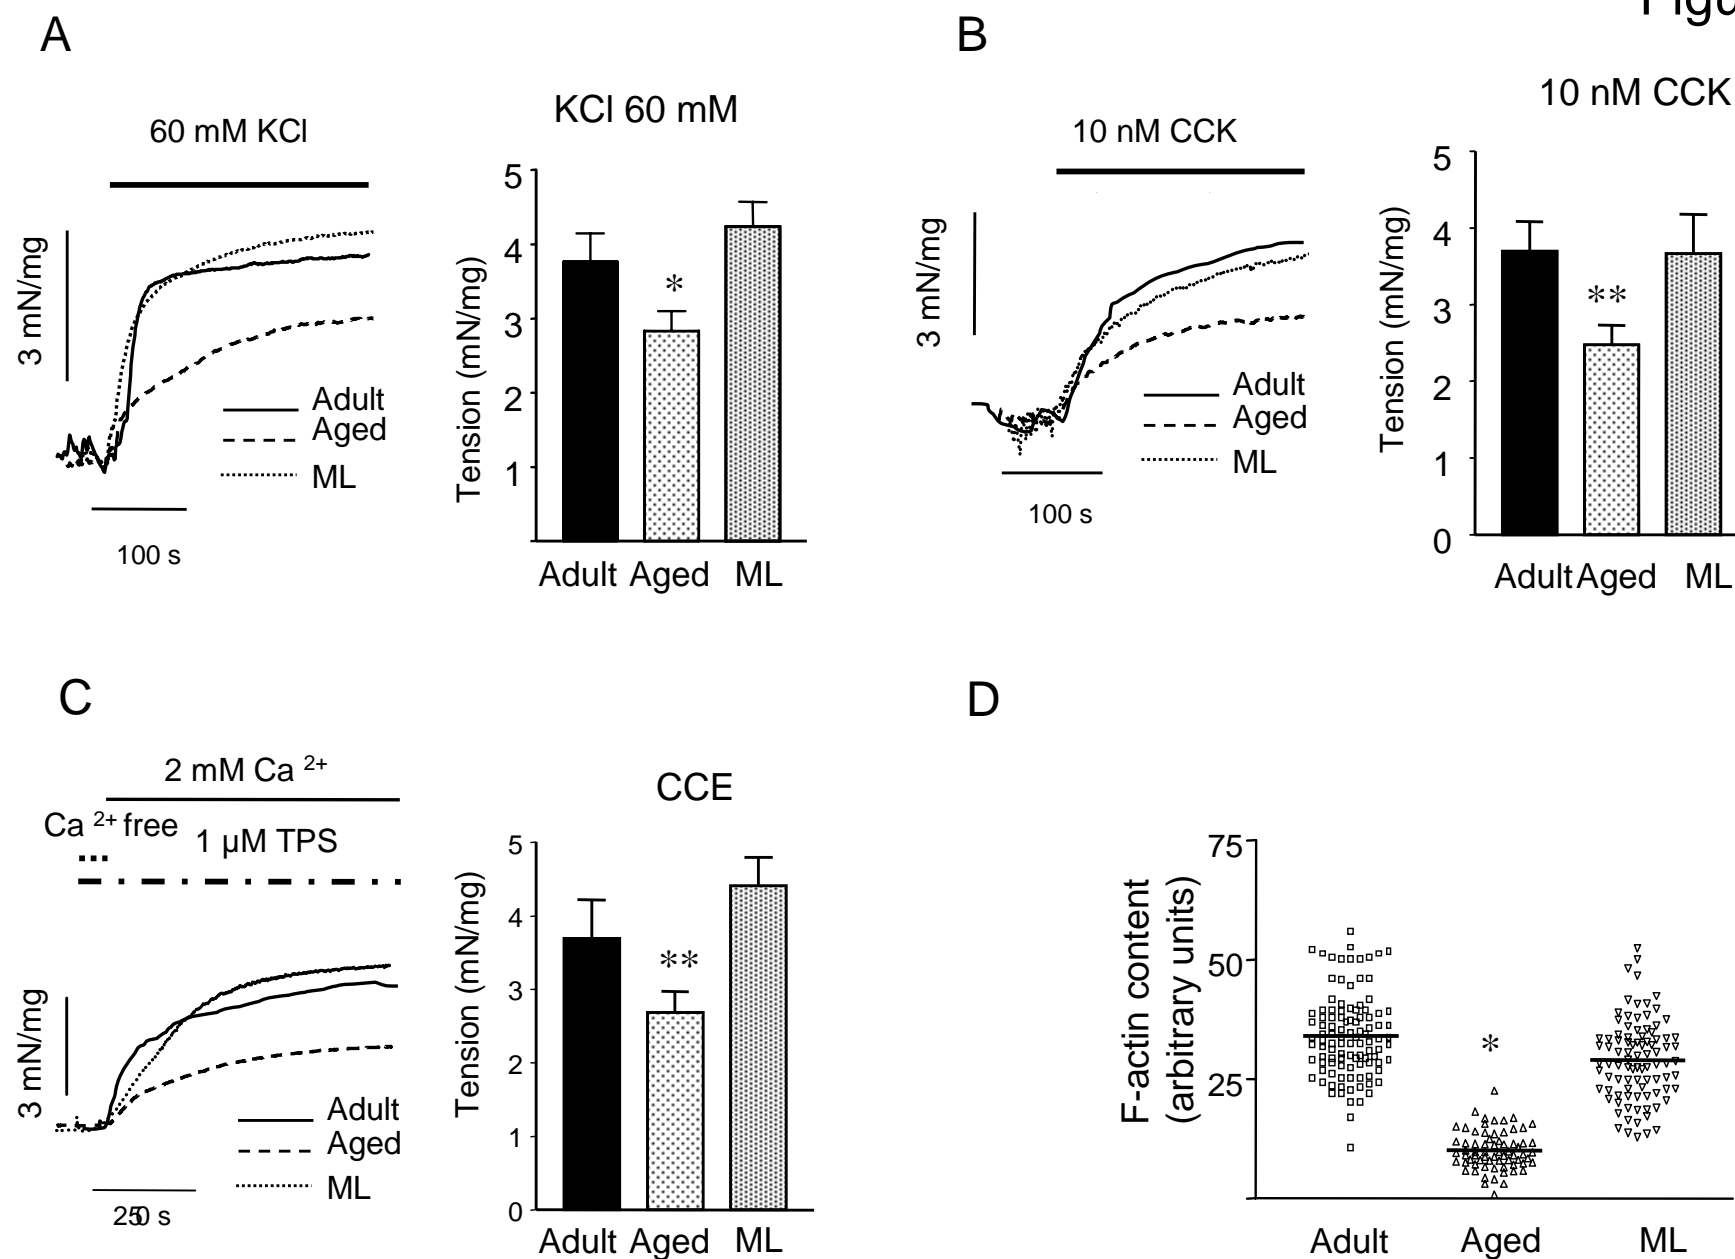 Figu
A
60 mM KCl
3 mN/mg
Adult
Aged
ML
100 s
KCl 60 mM
Tension (mN/mg)
5
4
3
2
1
*
Adult Aged ML
B
10 nM CCK
3 mN/mg
Adult
Aged
ML
100 s
10 nM CCK
Tension (mN/mg)
5
4
3
2
1
0
**
Adult Aged ML
C
2 mM Ca 2+
Ca 2+ free
1 µM TPS
3 mN/mg
Adult
Aged
ML
250 s
CCE
Tension (mN/mg)
5
4
3
2
1
0
**
Adult Aged ML
D
F-actin content
(arbitrary units)
75
50
25
*
Adult Aged ML